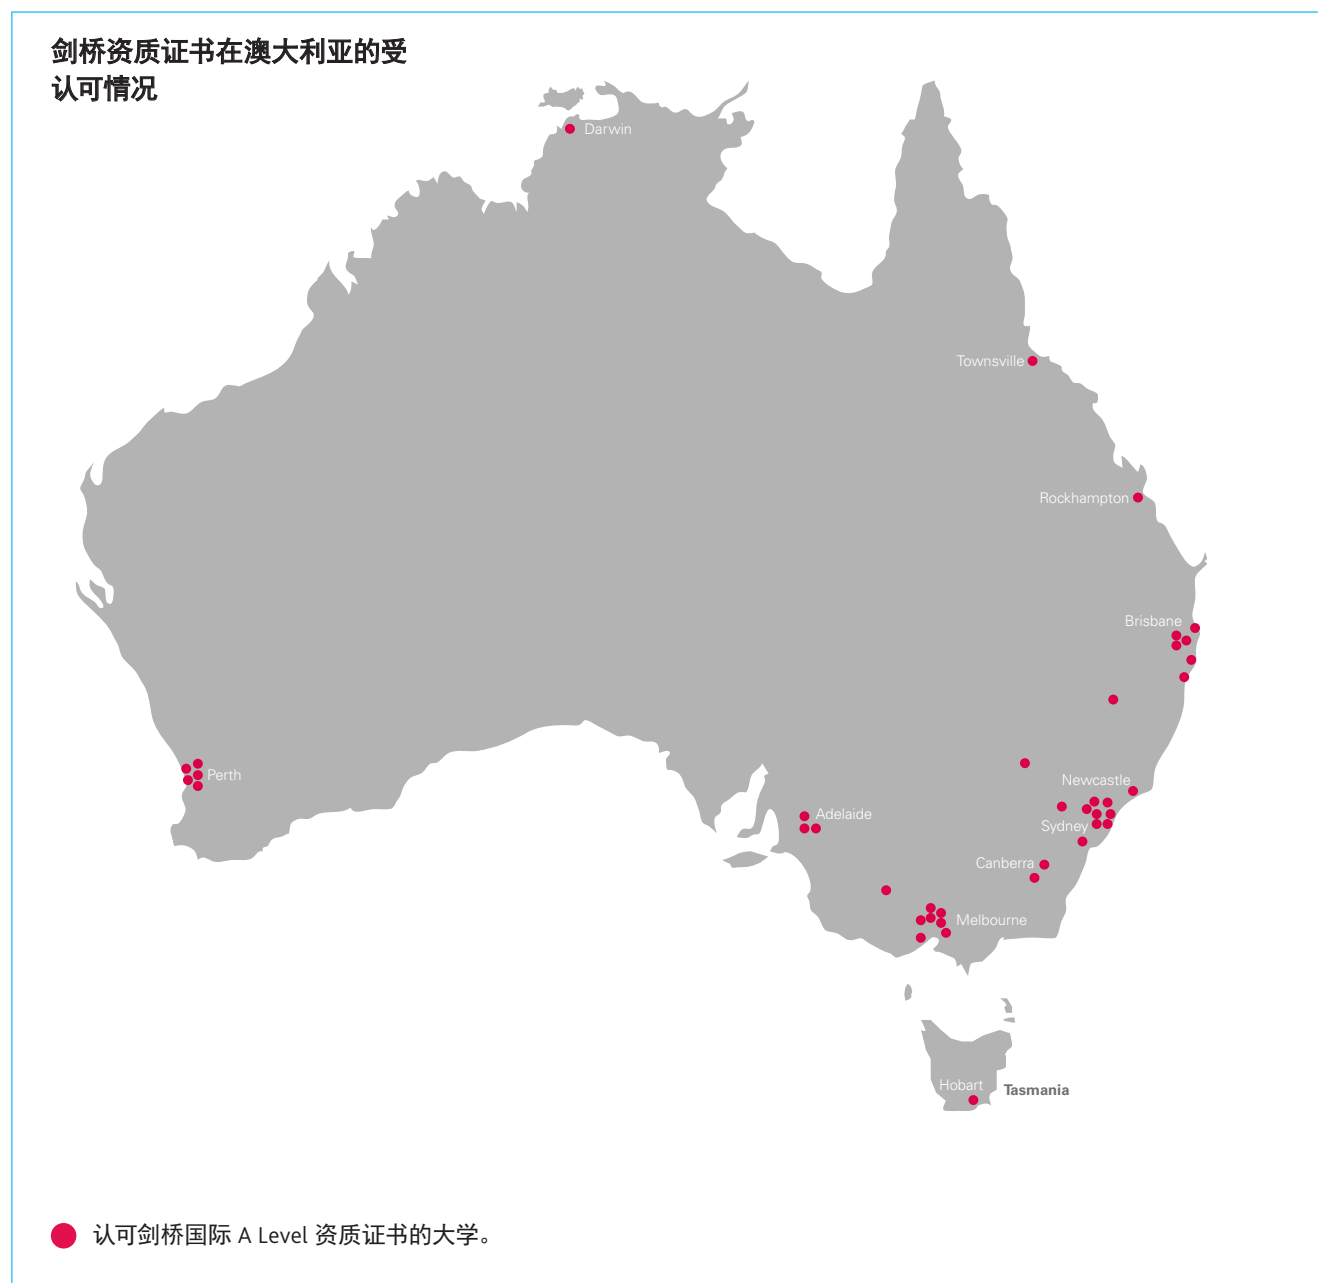 剑桥资质证书在澳大利亚的受
认可情况
Darwin
Townsville
Rockhampton
Brisbane
Perth
Newcastle
Adelaide
Sydney
Canberra
Melbourne
Hobart
Tasmania
认可剑桥国际 A Level 资质证书的大学。